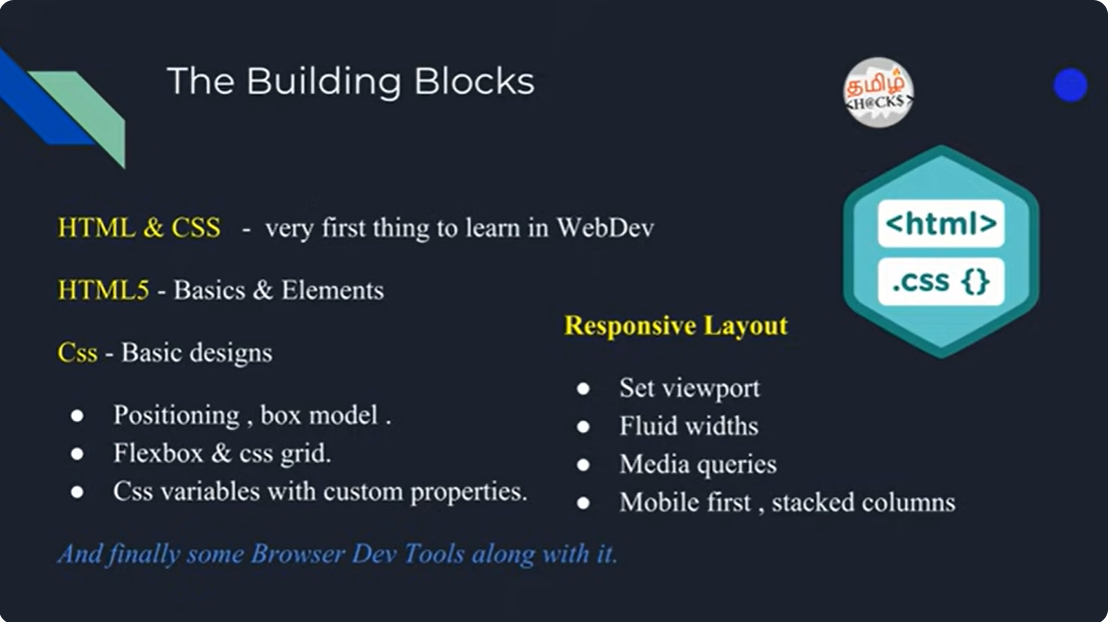 The Building Blocks
தமிழ்
<H@CK$>
<html>
.css {}
HTML & CSS - very first thing to learn in WebDev
HTML5 - Basics & Elements
Css - Basic designs
● Positioning , box model .
● Flexbox & css grid.
● Css variables with custom properties.
Responsive Layout
● Set viewport
● Fluid widths
● Media queries
● Mobile first , stacked columns
And finally some Browser Dev Tools along with it.